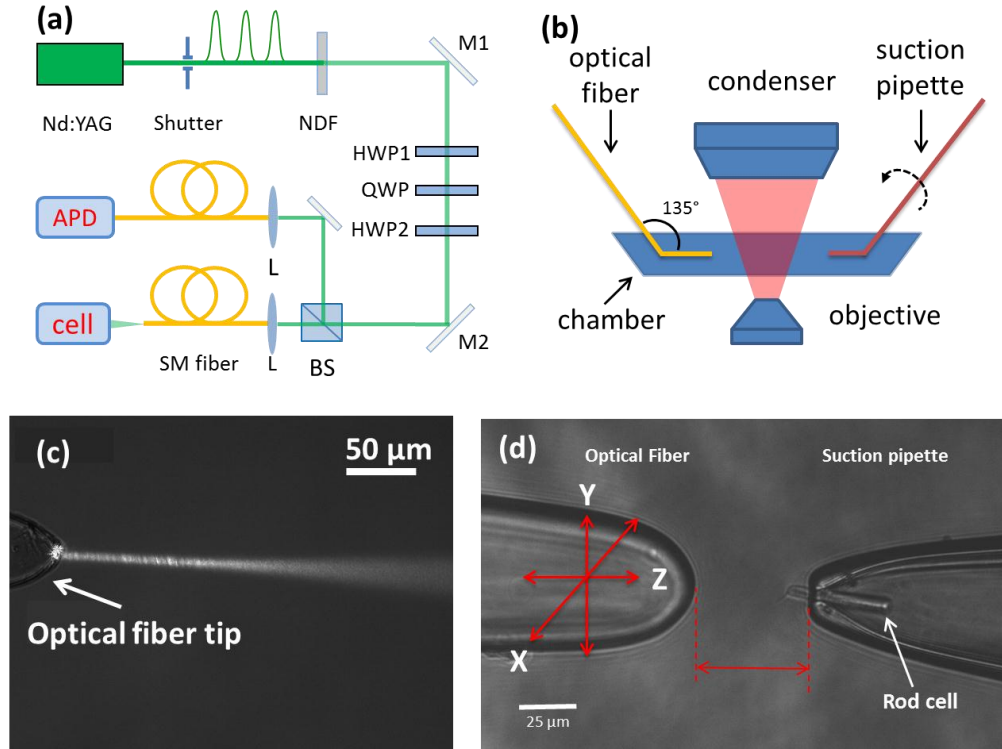 (a)
M1
Nd:YAG
Shutter
NDF
HWP1
QWP
HWP2
APD
L
cell
SM fiber
L
BS
M2
(b)
optical
fiber
condenser
suction
pipette
135°
chamber
objective
(c)
50 μm
Optical fiber tip
(d)
Optical Fiber
Suction pipette
Y
Z
X
Rod cell
25 μm